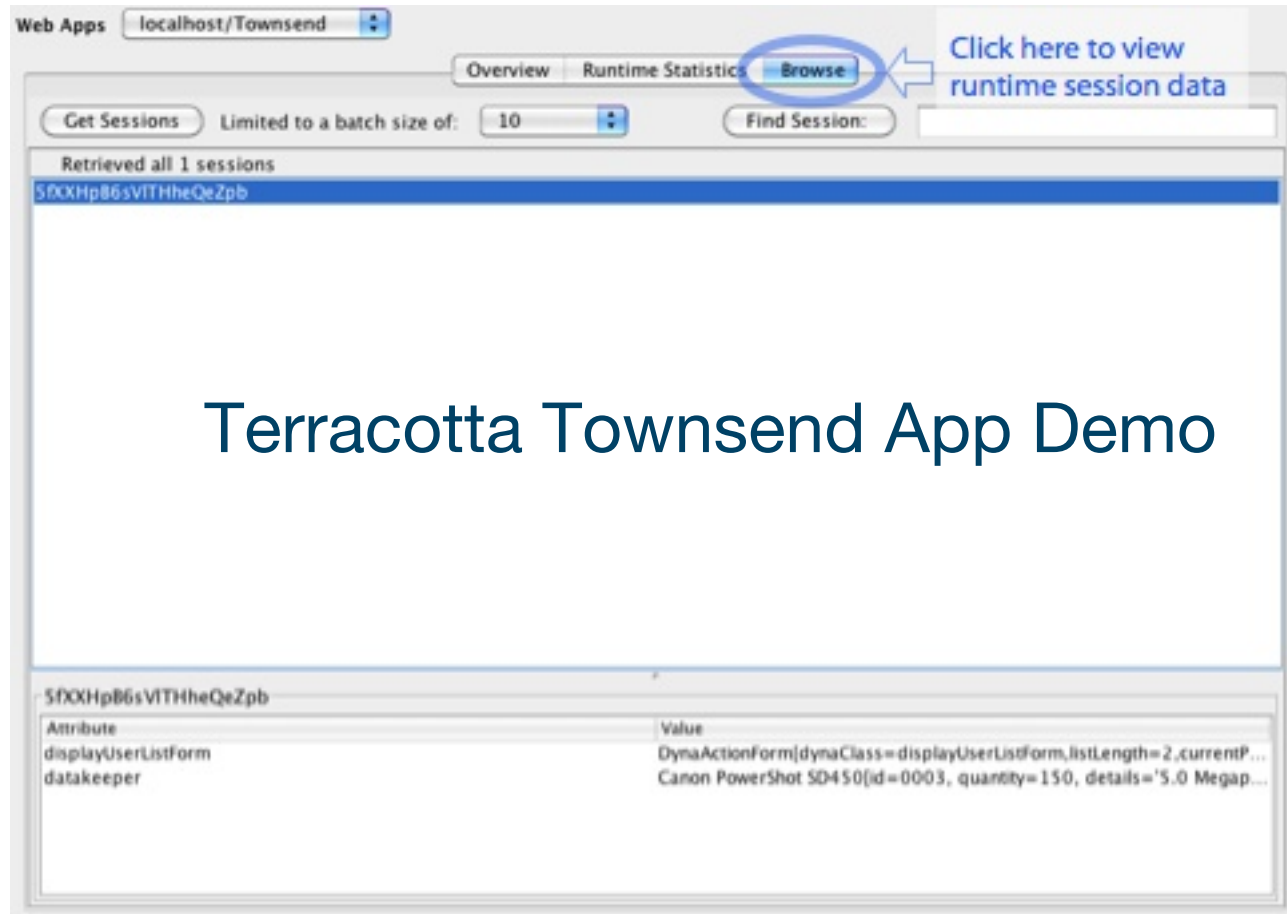 Web Apps localhost/Townsend
Click here to view
runtime session data
Overview Runtime Statistics Browse
Get Sessions Limited to a batch size of: 10 Find Session:
Retrieved all 1 sessions
5fXXHpB6sVlTHheQeZpb
Terracotta Townsend App Demo
5fXXHpB6sVlTHheQeZpb
Attribute Value
displayUserListForm DynaActionForm[dynaClass=displayUserListForm,listLength=2,currentP...
datakeeper Canon PowerShot SD450[id=0003, quantity=150, details='5.0 Megap...